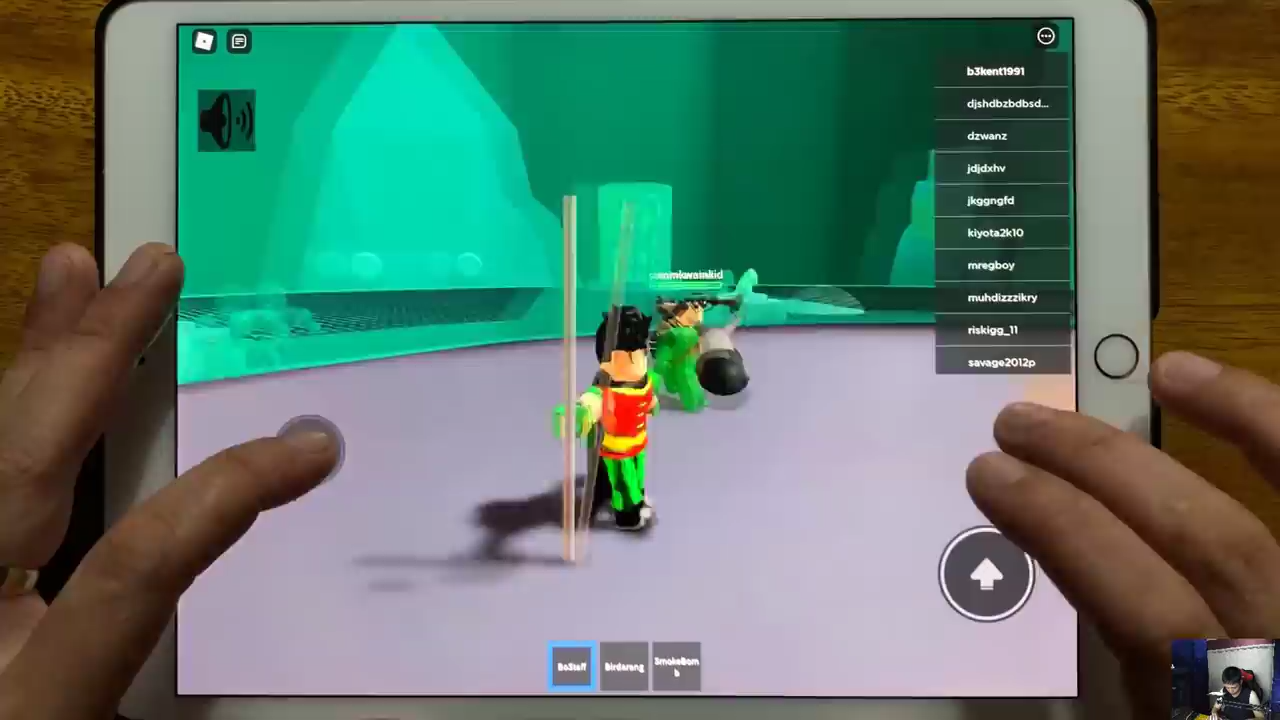 b3kent1991
djshdbzbdbsd...
dzwanz
jdjdxhv
jkggngfd
kiyota2k10
mregboy
muhdizzzikry
riskigg_11
savage2012p
BoStaff
Birdarang
SmokeBom
b